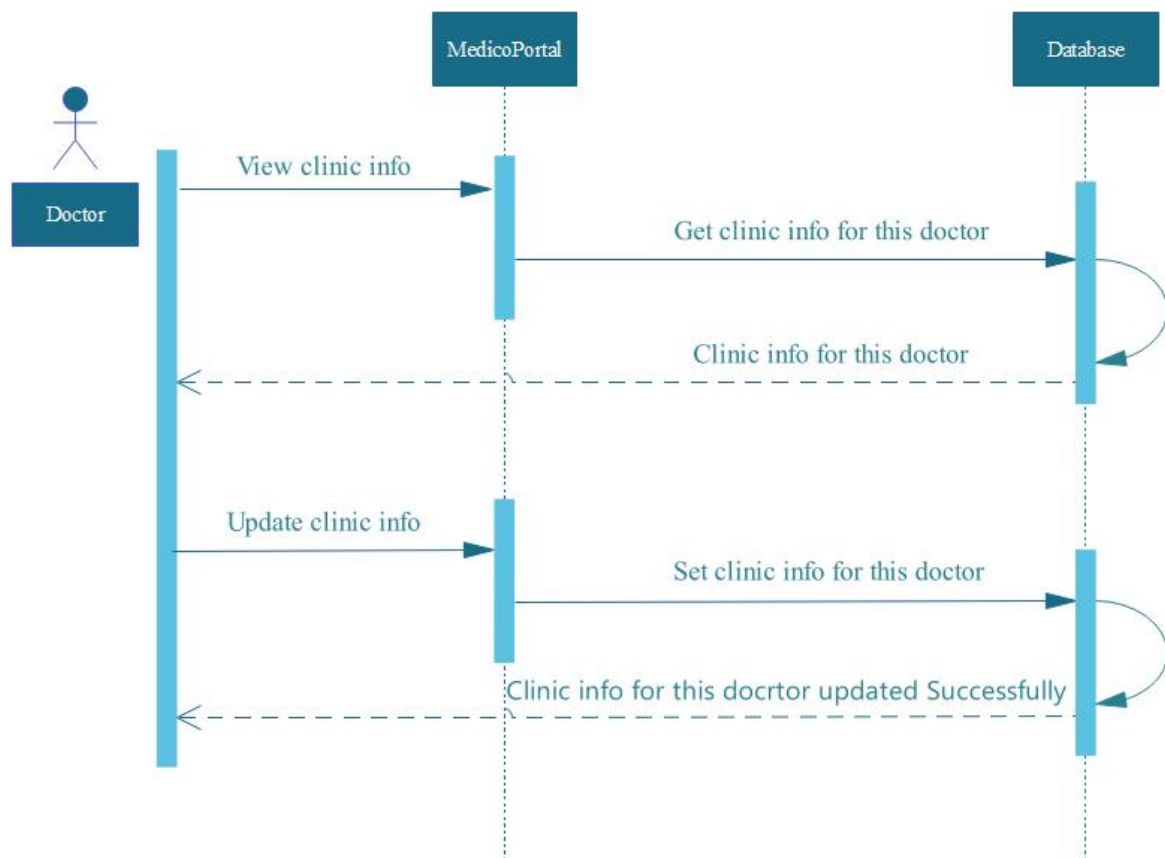 MedicoPortal
Database
Doctor
View clinic info
Get clinic info for this doctor
Clinic info for this doctor
Update clinic info
Set clinic info for this doctor
Clinic info for this docrtor updated Successfully